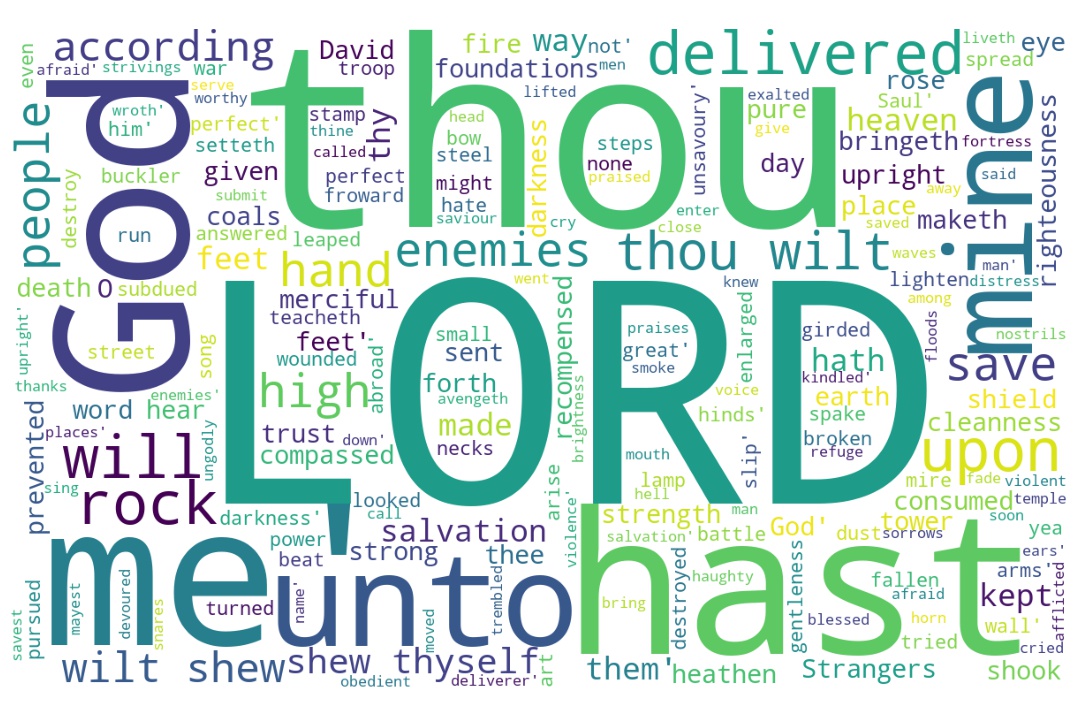 according
David
troop
fire
way
not'
men
delivered
liveth
eye
spread
even
afraid'
strivings
war
serve
worthy
foundations
lifted
exalted
rose
Saul'
heaven
God
thou
mine
wroth'
him'
perfect'
setteth
stamp
thine
called
thy
head
bow
steel
might
hate
saviour
darkness
cry
steps
none
praised
unsavoury'
pure
give
day
enter
close
bringeth
fortress
upright
said
away
place
saved
maketh
righteousness
people
destroy
buckler
given
submit
perfect
froward
run
coals
answered
leaped
feet
enemies
thou wilt
waves
man'
lighten
distress'
death
O
subdued
hand
went
knew
among
merciful
teacheth
feet'
LORD
upright'
street
song
wounded
abroad'
small
sent
recompensed
praises
great'
smoke
enlarged
girded
hath
kindled'
floods
nostrils
save
thanks
enemies'
high
forth
avengeth
brightness
voice
earth
shield
prevented
word
hear
made
hinds'
spake
cleanness
places'
will
ungodly
trust
down'
necks
mouth
slip'
broken
refuge
upon
compassed
sing
rock
looked
call
arise
violence'
lamp
hell
mire
fade
violent
consumed
temple
darkness'
salvation
strength
man
God'
dust
tower
sorrows
soon
yea
power
me
beat
strong
thee
hast
salvation'
battle
ears'
unto
haughty
fallen
afraid
arms'
savest
pursued
mayest
devoured
snares
turned
name'
moved
trembled
bring
destroyed
gentleness
blessed
horn
tried
kept
wall'
afflicted
cried
wilt shew
shew thyself
obedient
deliverer'
art
them'
heathen
Strangers
shook